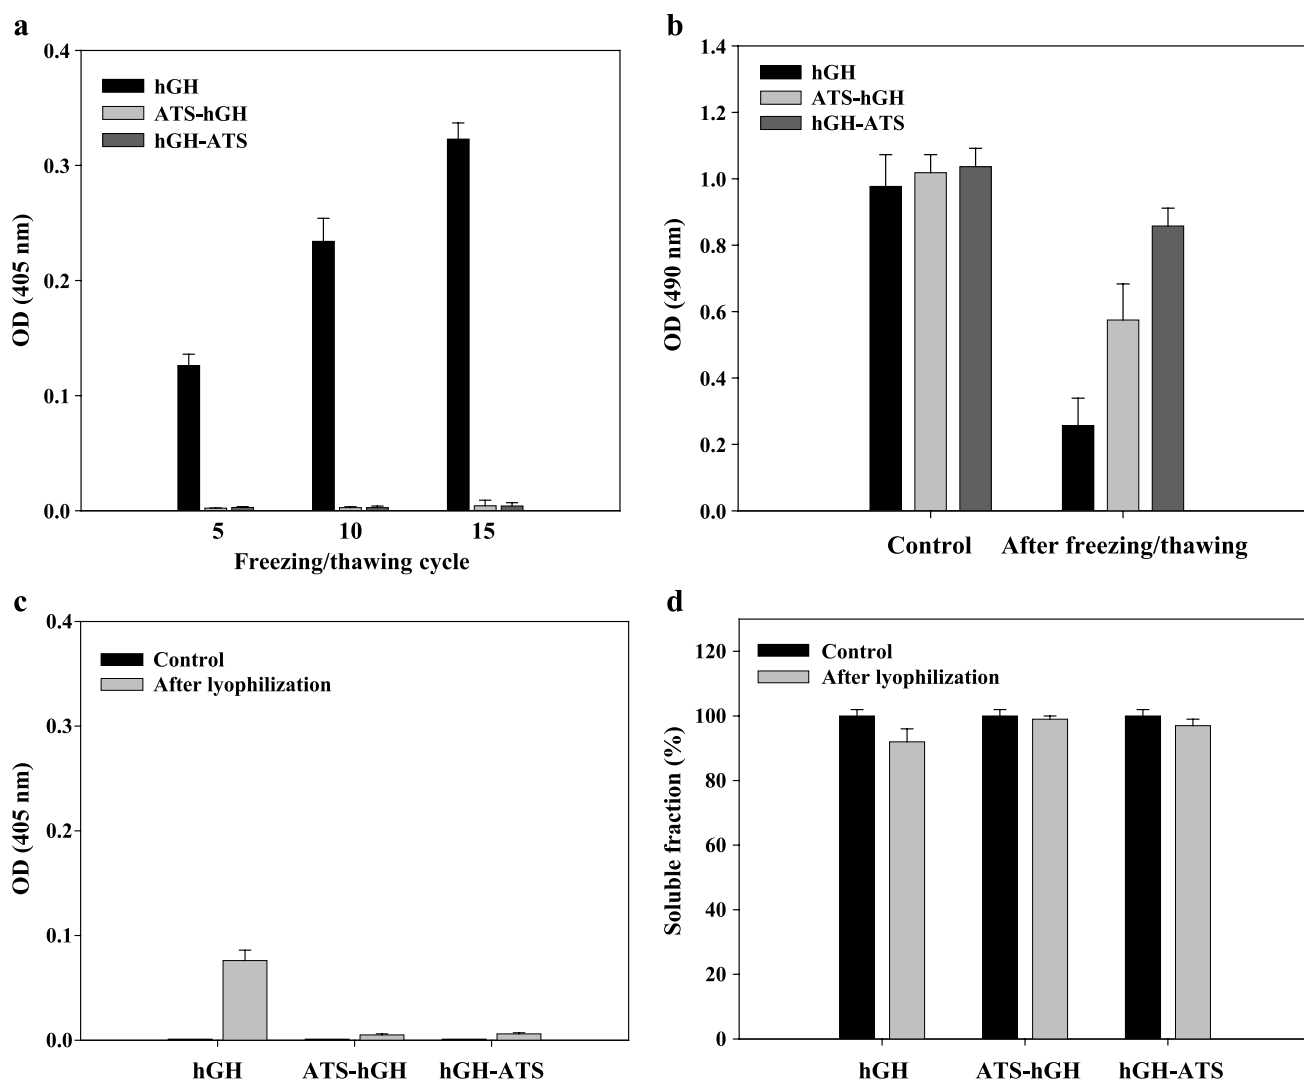 a
0.4
0.3
0.2
0.1
0.0
OD (405 nm)
hGH
ATS-hGH
hGH-ATS
5 10 15
Freezing/thawing cycle
b
1.4
1.2
1.0
0.8
0.6
0.4
0.2
0.0
OD (490 nm)
hGH
ATS-hGH
hGH-ATS
Control After freezing/thawing
c
0.4
0.3
0.2
0.1
0.0
OD (405 nm)
Control
After lyophilization
hGH ATS-hGH hGH-ATS
d
120
100
80
60
40
20
0
Soluble fraction (%)
Control
After lyophilization
hGH ATS-hGH hGH-ATS